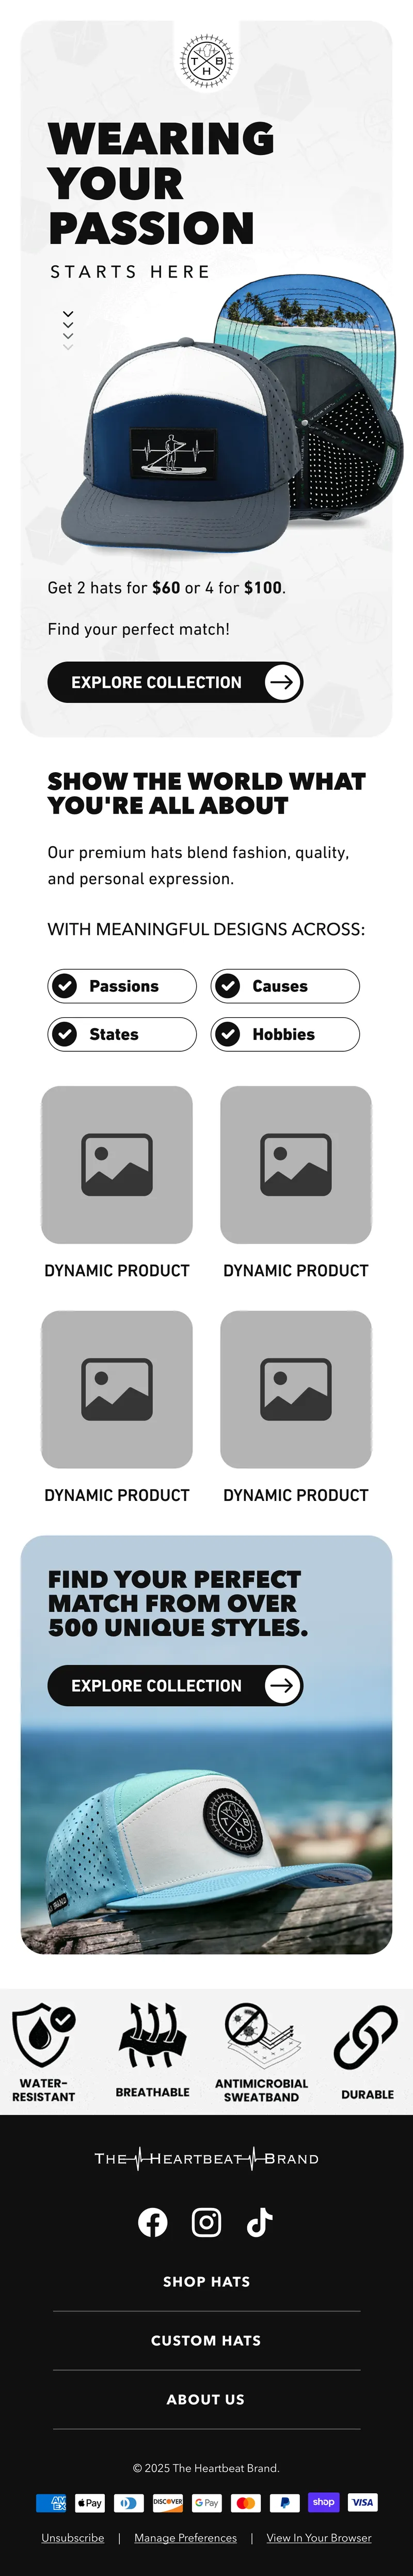 T B
H
WEARING
YOUR
PASSION
STARTS HERE
Get 2 hats for $60 or 4 for $100.
Find your perfect match!
EXPLORE COLLECTION
SHOW THE WORLD WHAT
YOU'RE ALL ABOUT
Our premium hats blend fashion, quality,
and personal expression.
WITH MEANINGFUL DESIGNS ACROSS:
Passions
Causes
States
Hobbies
DYNAMIC PRODUCT
DYNAMIC PRODUCT
DYNAMIC PRODUCT
DYNAMIC PRODUCT
FIND YOUR PERFECT
MATCH FROM OVER
500 UNIQUE STYLES.
EXPLORE COLLECTION
T B
H
WATER-
RESISTANT
BREATHABLE
ANTIMICROBIAL
SWEATBAND
DURABLE
THE HEARTBEAT BRAND
SHOP HATS
CUSTOM HATS
ABOUT US
© 2025 The Heartbeat Brand.
AMEX Pay DISCOVER G Pay PayPal shop VISA
Unsubscribe | Manage Preferences | View In Your Browser